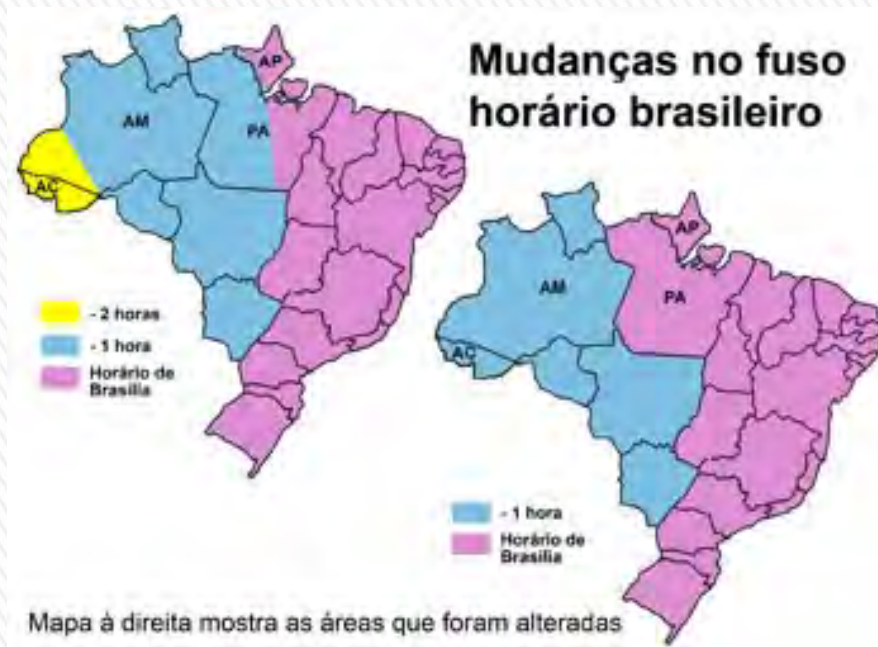 Mudanças no fuso
horário brasileiro
AP
AM
PA
AC
- 2 horas
- 1 hora
Horário de
Brasília
AP
AM
PA
AC
- 1 hora
Horário de
Brasília
Mapa à direita mostra as áreas que foram alteradas